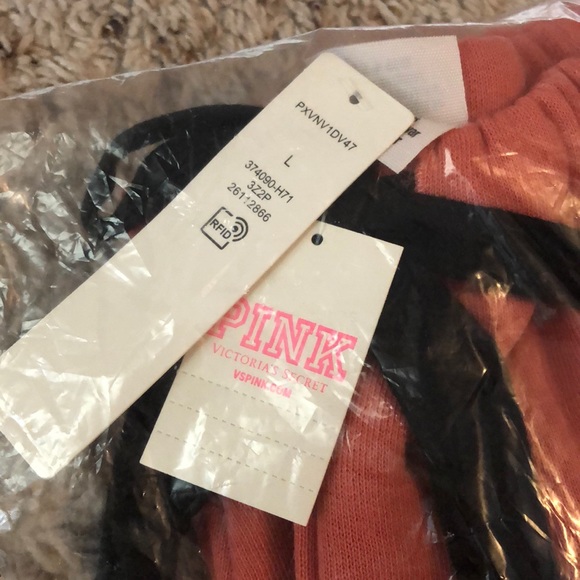 PXVNV1DV47
L
374090-H71
3Z2P
26112866
RFID
PINK
VICTORIA'S SECRET
VSPINK.COM